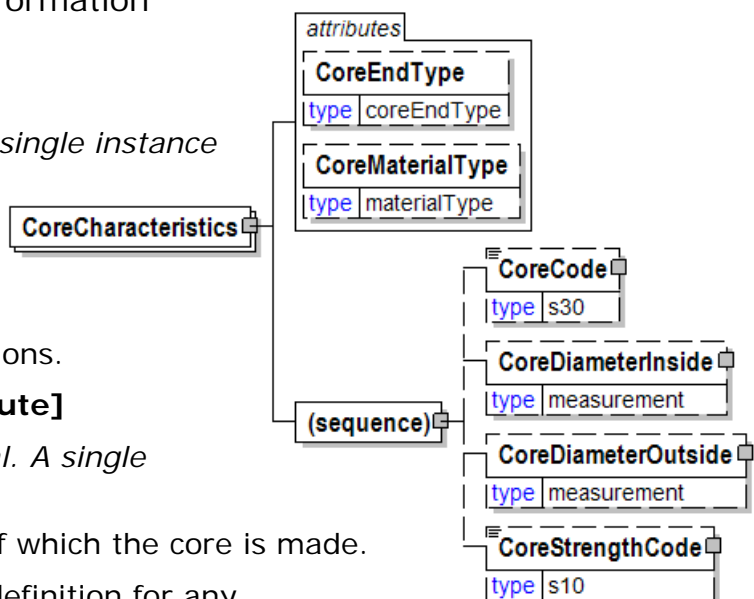 ormation
single instance
ons.
ute]
l. A single
f which the core is made.
definition for any
attributes
CoreEndType
type coreEndType
CoreMaterialType
type materialType
CoreCharacteristics
(sequence)
CoreCode
type s30
CoreDiameterInside
type measurement
CoreDiameterOutside
type measurement
CoreStrengthCode
type s10